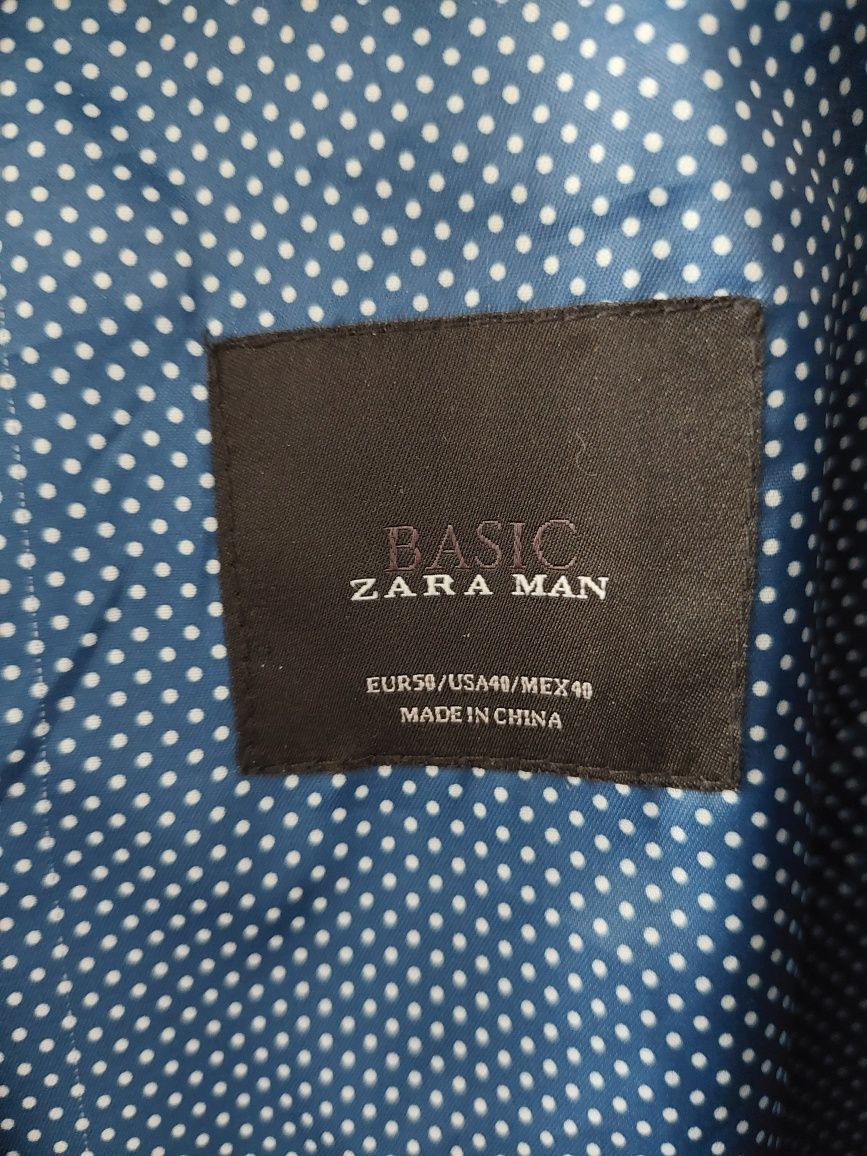 BASIC
ZARA MAN
EUR50/USA40/MEX40
MADE IN CHINA